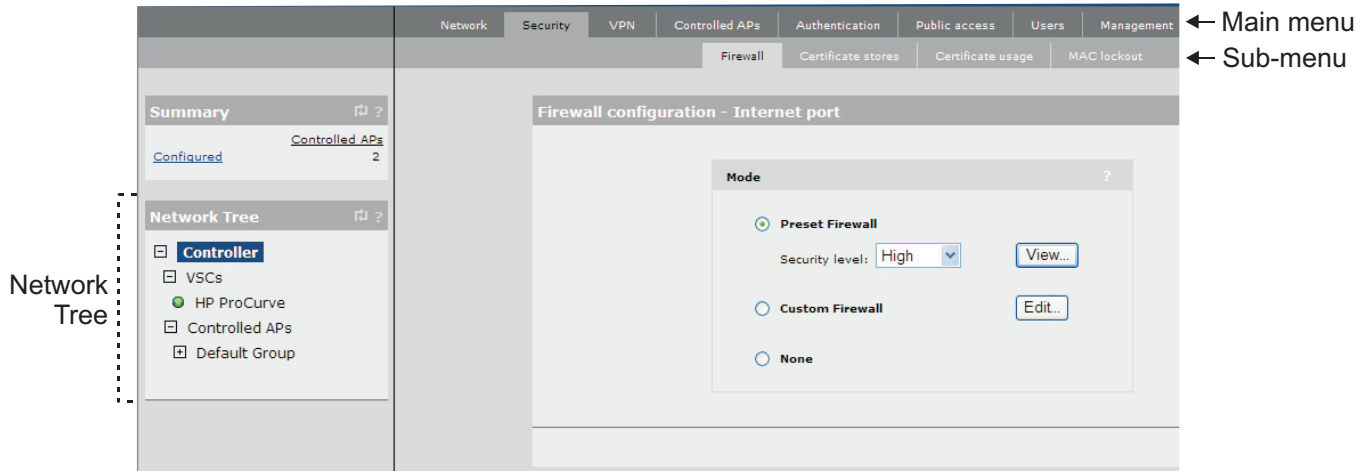 Network Security VPN Controlled APs Authentication Public access Users Management
Main menu
Firewall Certificate stores Certificate usage MAC lockout
Sub-menu
Summary ?
Controlled APs
Configured 2
Network Tree ?
Controller
VSCs
HP ProCurve
Controlled APs
Default Group
Network
Tree
Firewall configuration - Internet port
Mode ?
Preset Firewall
Security level: High View...
Custom Firewall Edit...
None